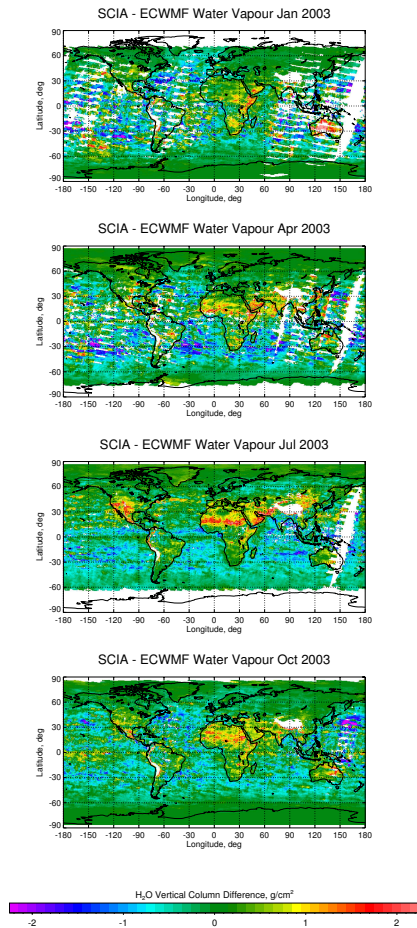 SCIA - ECWMF Water Vapour Jan 2003
90
60
30
0
-30
-60
-90
Latitude, deg
-180 -150 -120 -90 -60 -30 0 30 60 90 120 150 180
Longitude, deg
SCIA - ECWMF Water Vapour Apr 2003
90
60
30
0
-30
-60
-90
Latitude, deg
-180 -150 -120 -90 -60 -30 0 30 60 90 120 150 180
Longitude, deg
SCIA - ECWMF Water Vapour Jul 2003
90
60
30
0
-30
-60
-90
Latitude, deg
-180 -150 -120 -90 -60 -30 0 30 60 90 120 150 180
Longitude, deg
SCIA - ECWMF Water Vapour Oct 2003
90
60
30
0
-30
-60
-90
Latitude, deg
-180 -150 -120 -90 -60 -30 0 30 60 90 120 150 180
Longitude, deg
H₂O Vertical Column Difference, g/cm²
-2 -1 0 1 2